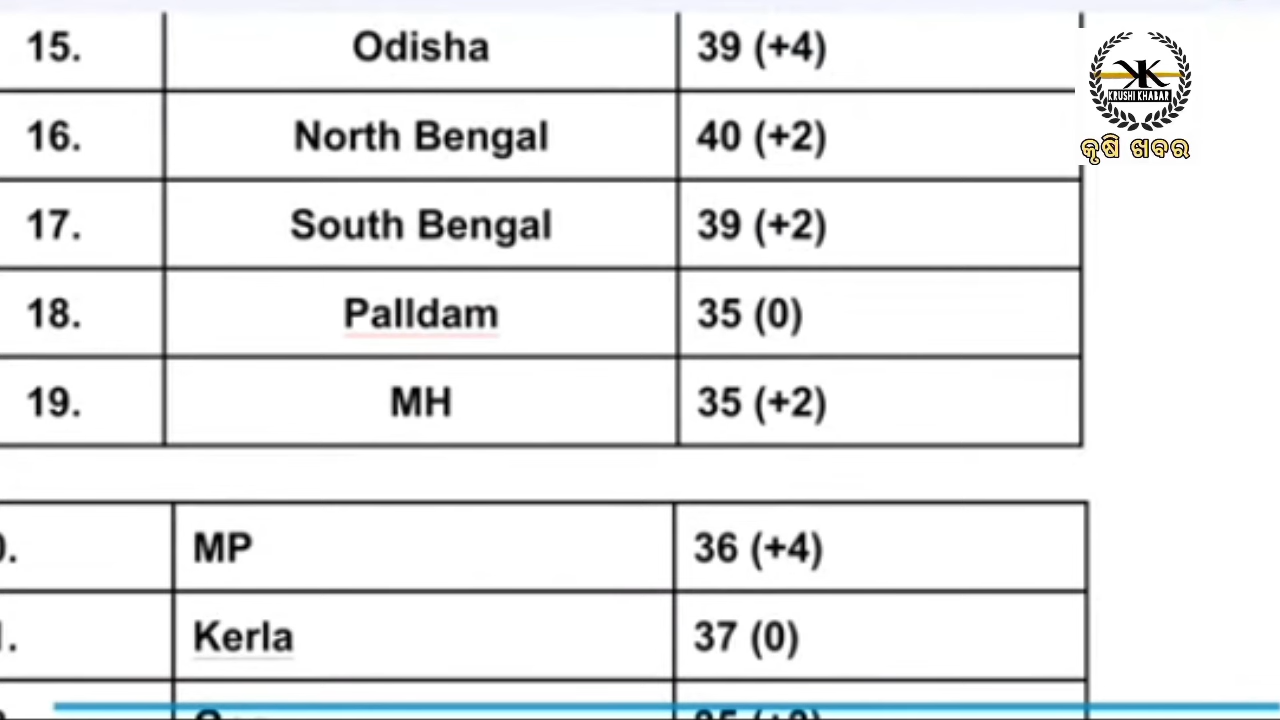 15. Odisha 39 (+4)
KRUSHI KHABAR
କୃଷି ଖବର
16. North Bengal 40 (+2)
17. South Bengal 39 (+2)
18. Palldam 35 (0)
19. MH 35 (+2)
MP 36 (+4)
Kerla 37 (0)